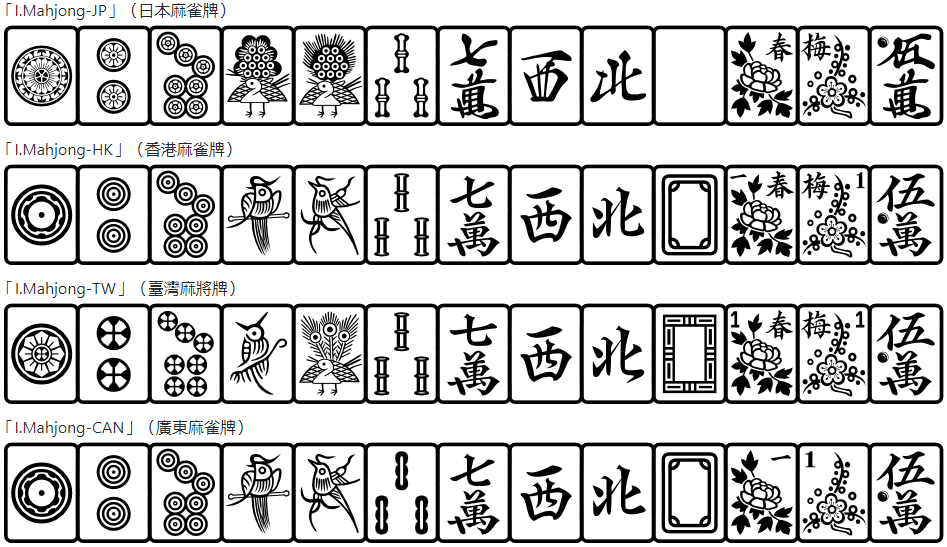 「I.Mahjong-JP」（日本麻雀牌）
七萬 西 北 春 梅 伍萬
「I.Mahjong-HK」（香港麻雀牌）
七萬 西 北 一 春 梅 1 伍萬
「I.Mahjong-TW」（臺灣麻將牌）
七萬 西 北 1 春 梅 1 伍萬
「I.Mahjong-CAN」（廣東麻雀牌）
七萬 西 北 一 1 伍萬